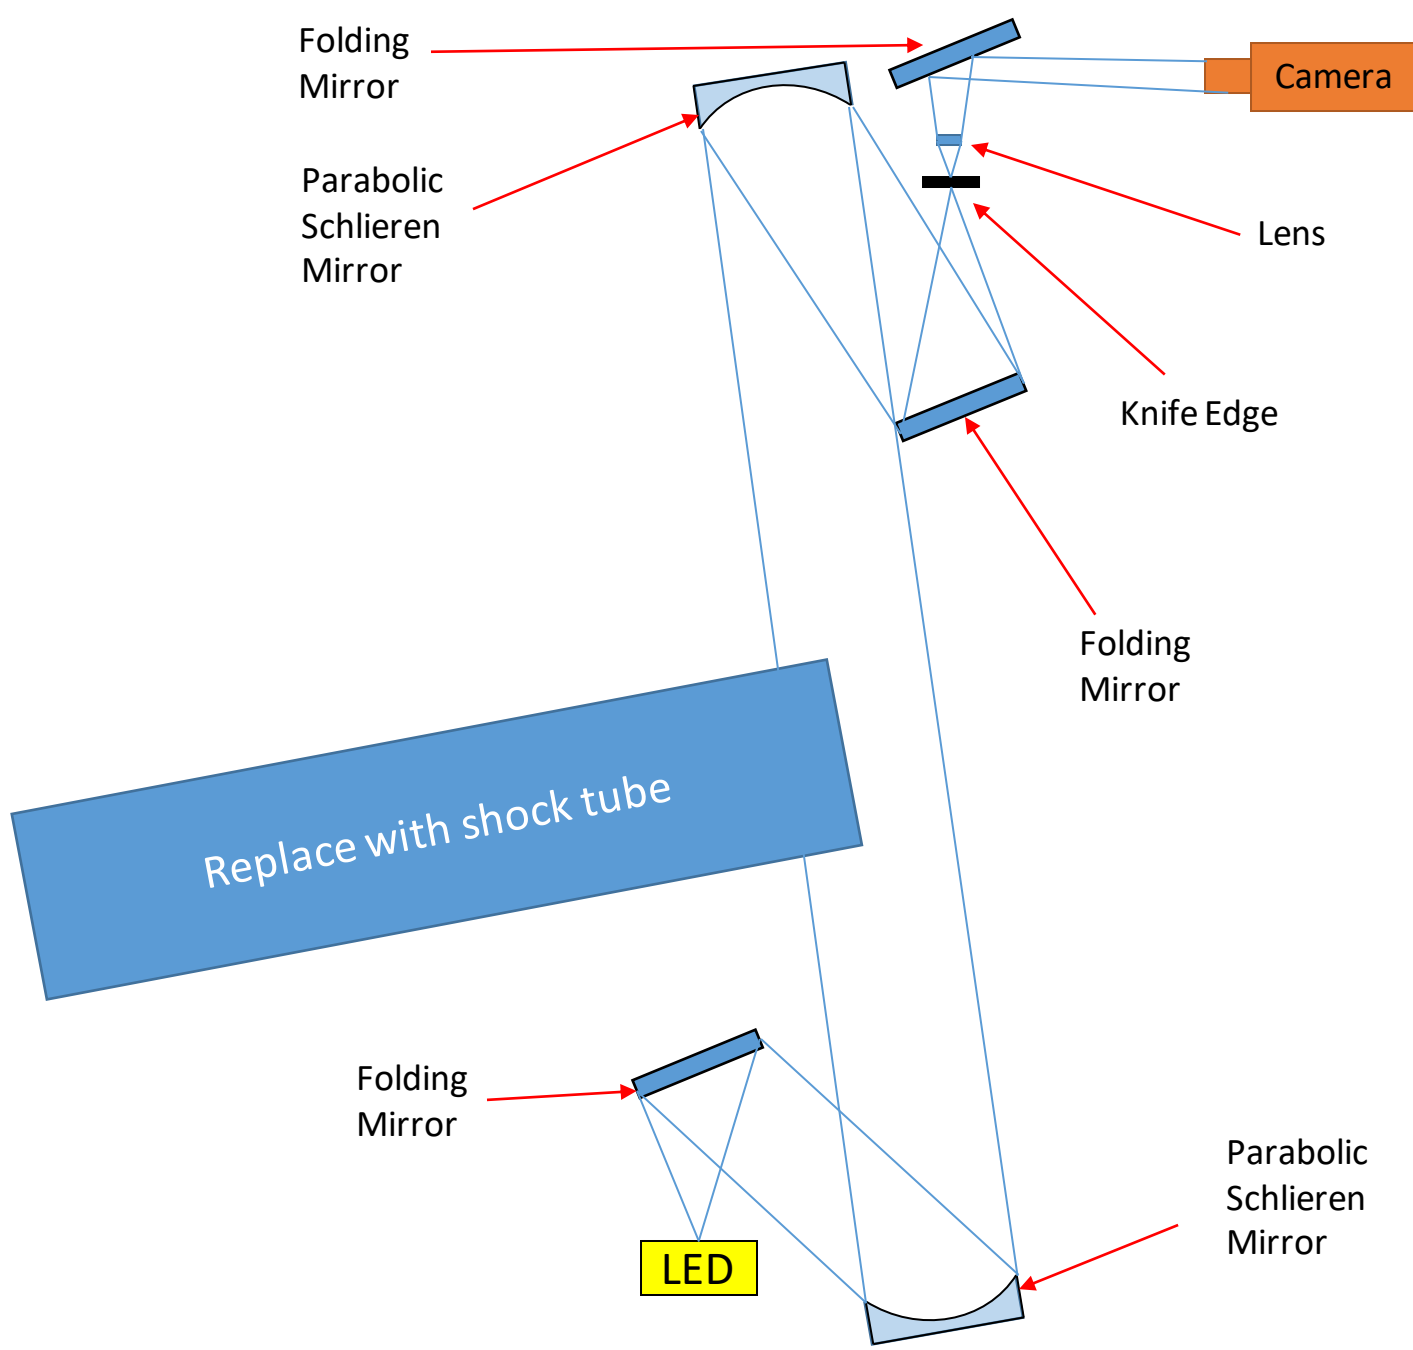 Folding
Mirror
Camera
Parabolic
Schlieren
Mirror
Lens
Knife Edge
Folding
Mirror
Replace with shock tube
Folding
Mirror
Parabolic
Schlieren
Mirror
LED